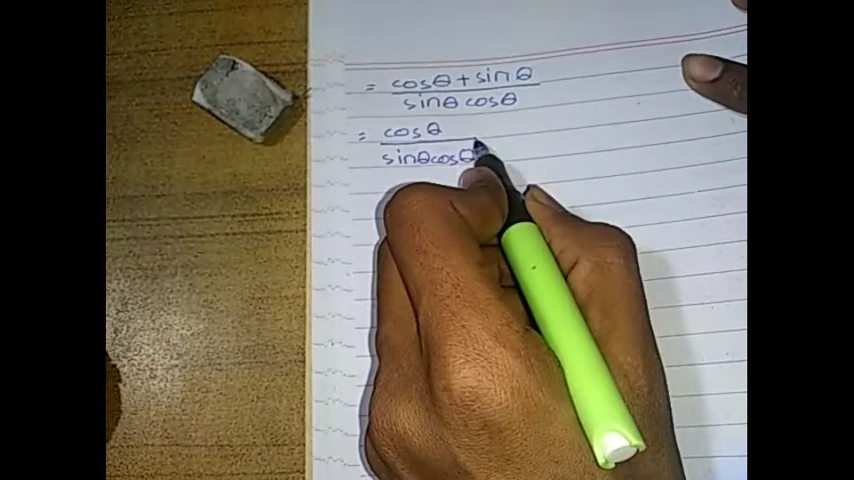 = cosθ + sinθ / sinθ cosθ
= cosθ / sinθcosθ